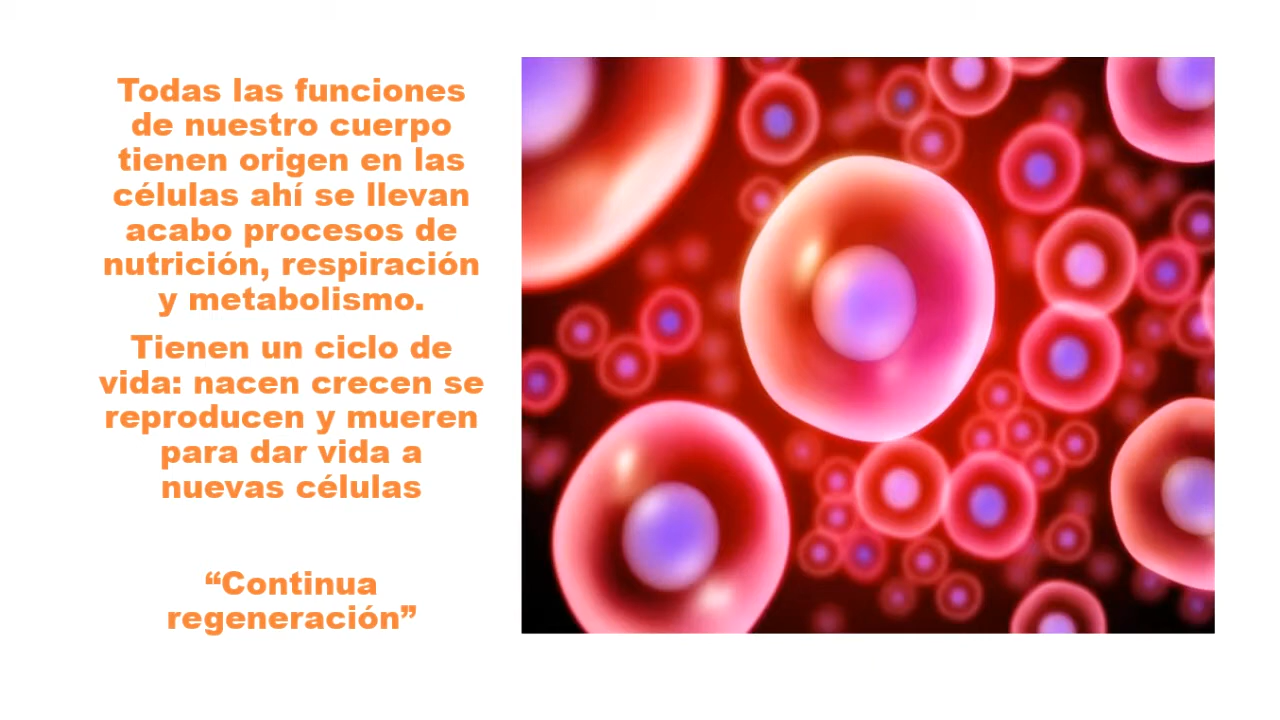 Todas las funciones
de nuestro cuerpo
tienen origen en las
células ahí se llevan
acabo procesos de
nutrición, respiración
y metabolismo.
Tienen un ciclo de
vida: nacen crecen se
reproducen y mueren
para dar vida a
nuevas células
“Continua
regeneración”